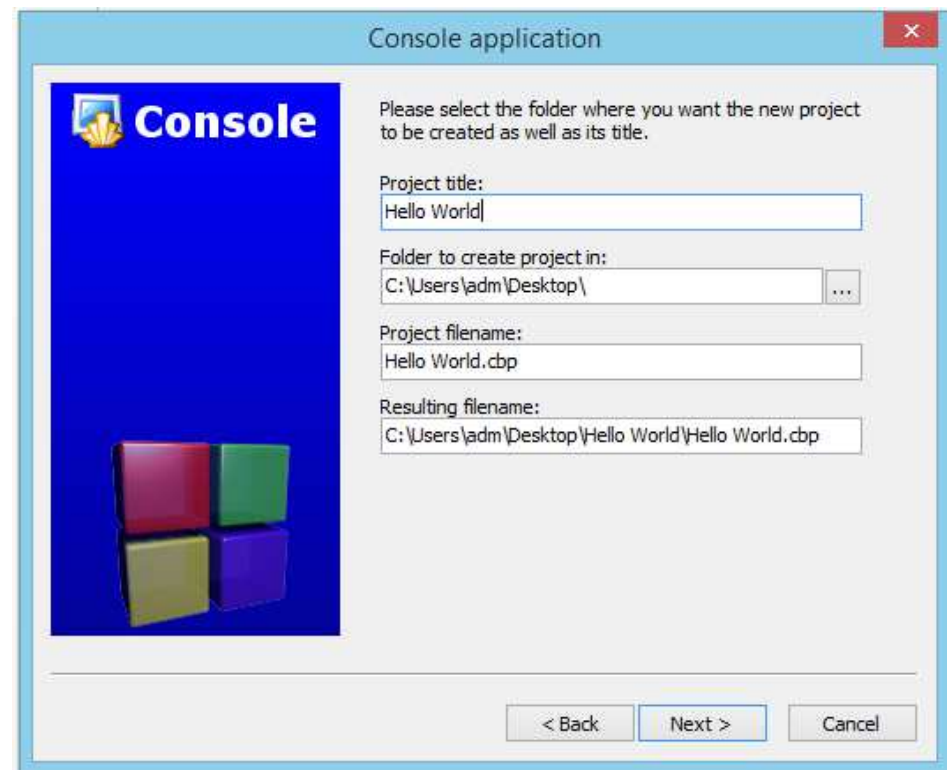 Console application
Console
Please select the folder where you want the new project
to be created as well as its title.
Project title:
Hello World
Folder to create project in:
C:\Users\adm\Desktop\
...
Project filename:
Hello World.cbp
Resulting filename:
C:\Users\adm\Desktop\Hello World\Hello World.cbp
< Back
Next >
Cancel